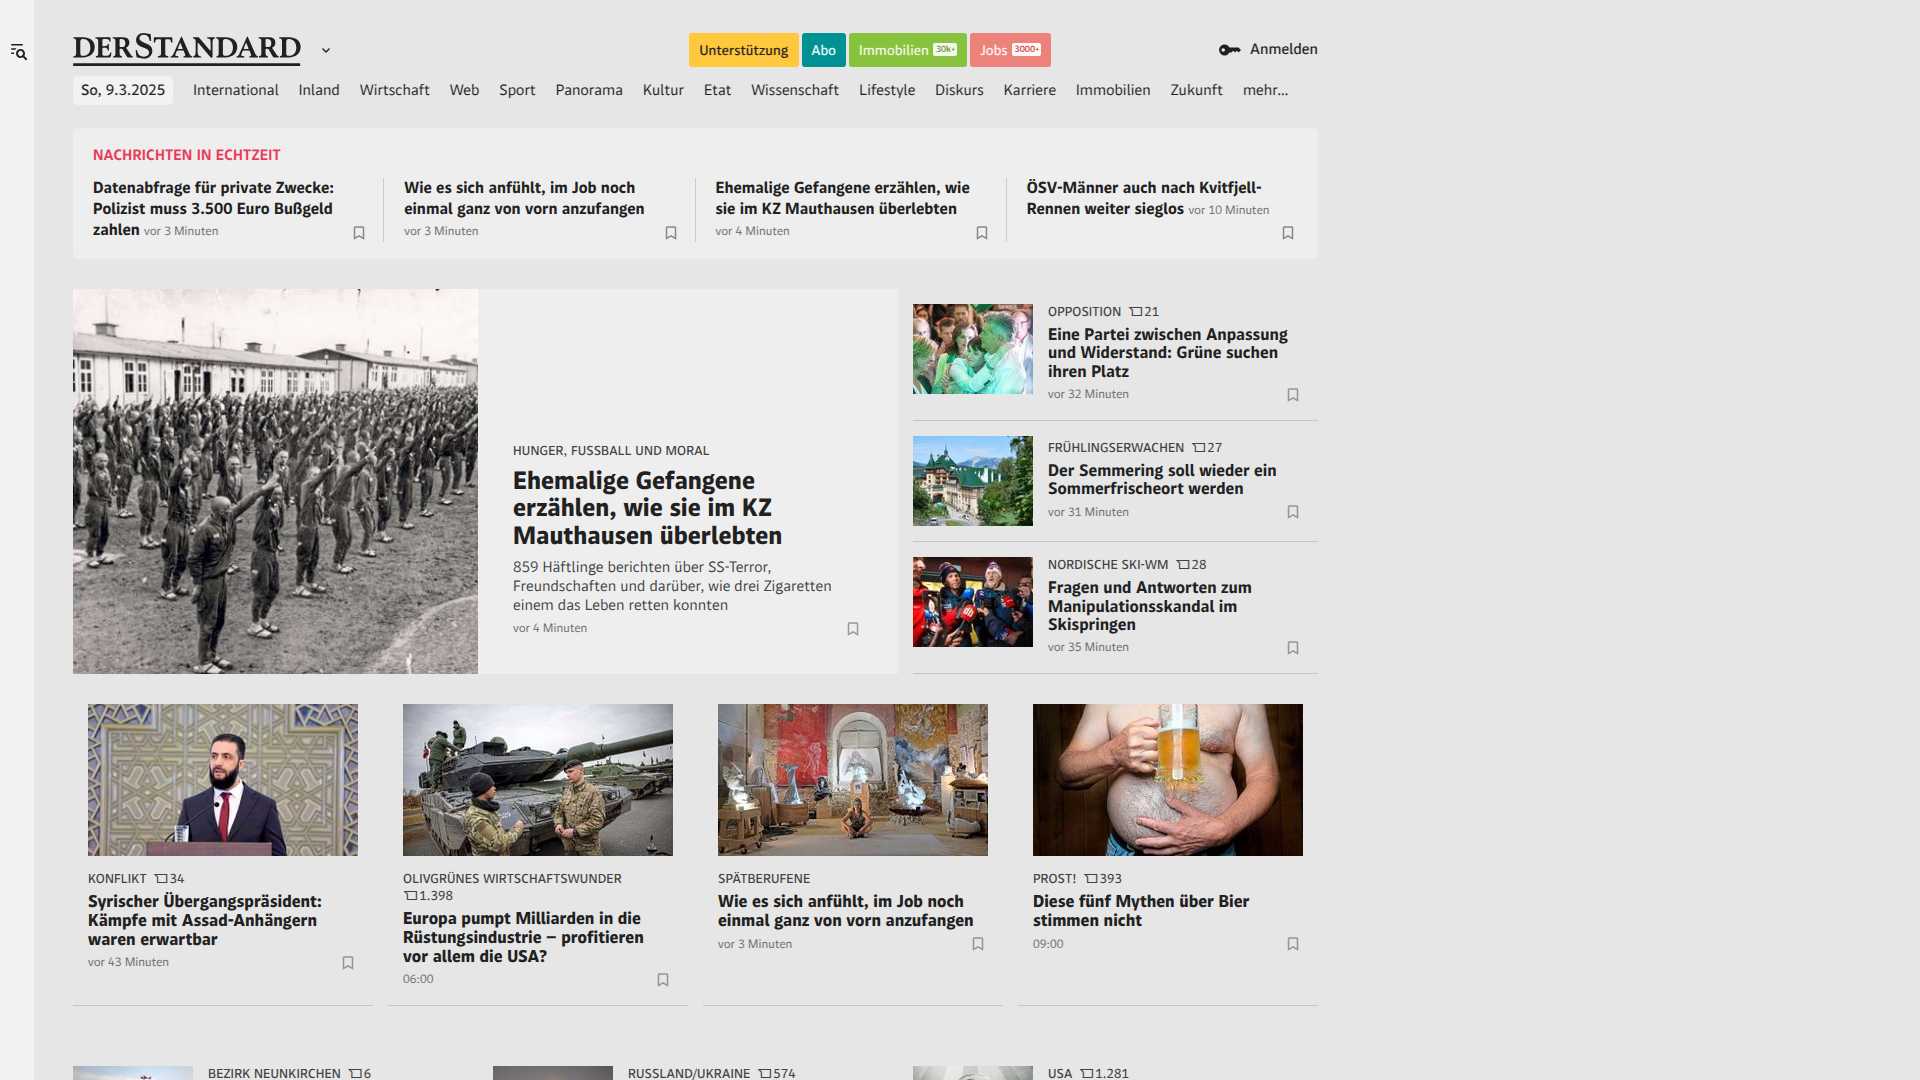 DERSTANDARD
Unterstützung
Abo
Immobilien 30k+
Jobs 3000+
Anmelden
So, 9.3.2025
International
Inland
Wirtschaft
Web
Sport
Panorama
Kultur
Etat
Wissenschaft
Lifestyle
Diskurs
Karriere
Immobilien
Zukunft
mehr...
NACHRICHTEN IN ECHTZEIT
Datenabfrage für private Zwecke:
Polizist muss 3.500 Euro Bußgeld
zahlen vor 3 Minuten
Wie es sich anfühlt, im Job noch
einmal ganz von vorn anzufangen
vor 3 Minuten
Ehemalige Gefangene erzählen, wie
sie im KZ Mauthausen überlebten
vor 4 Minuten
ÖSV-Männer auch nach Kvitfjell-
Rennen weiter sieglos vor 10 Minuten
HUNGER, FUSSBALL UND MORAL
Ehemalige Gefangene
erzählen, wie sie im KZ
Mauthausen überlebten
859 Häftlinge berichten über SS-Terror,
Freundschaften und darüber, wie drei Zigaretten
einem das Leben retten konnten
vor 4 Minuten
OPPOSITION 21
Eine Partei zwischen Anpassung
und Widerstand: Grüne suchen
ihren Platz
vor 32 Minuten
FRÜHLINGSERWACHEN 27
Der Semmering soll wieder ein
Sommerfrischeort werden
vor 31 Minuten
NORDISCHE SKI-WM 28
Fragen und Antworten zum
Manipulationsskandal im
Skispringen
vor 35 Minuten
KONFLIKT 34
Syrischer Übergangspräsident:
Kämpfe mit Assad-Anhängern
waren erwartbar
vor 43 Minuten
OLIVGRÜNES WIRTSCHAFTSWUNDER
1.398
Europa pumpt Milliarden in die
Rüstungsindustrie – profitieren
vor allem die USA?
06:00
SPÄTBERUFENE
Wie es sich anfühlt, im Job noch
einmal ganz von vorn anzufangen
vor 3 Minuten
PROST! 393
Diese fünf Mythen über Bier
stimmen nicht
09:00
BEZIRK NEUNKIRCHEN 6
RUSSLAND/UKRAINE 574
USA 1.281